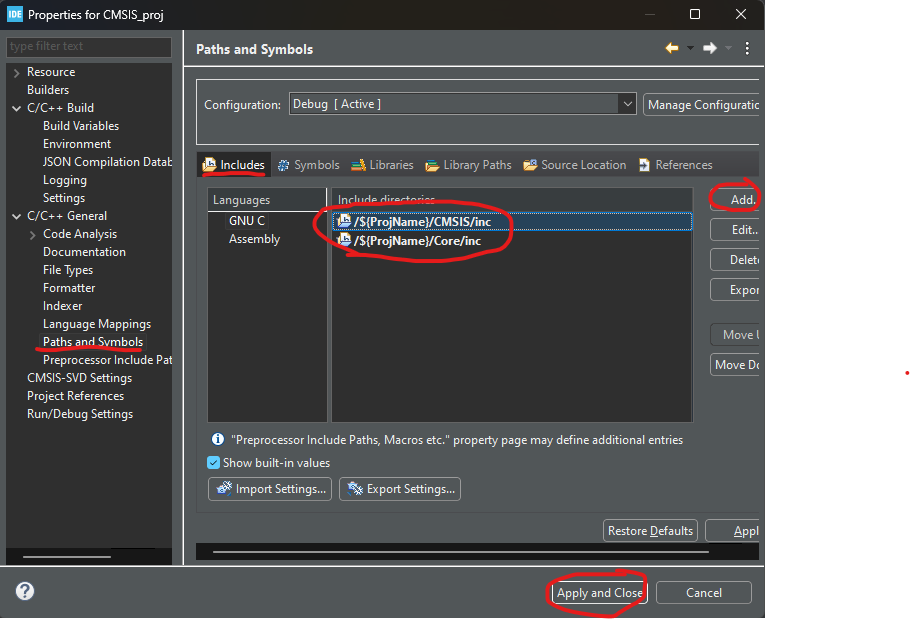 IDE Properties for CMSIS_proj
type filter text
Resource
Builders
C/C++ Build
Build Variables
Environment
JSON Compilation Datab
Logging
Settings
C/C++ General
Code Analysis
Documentation
File Types
Formatter
Indexer
Language Mappings
Paths and Symbols
Preprocessor Include Pat
CMSIS-SVD Settings
Project References
Run/Debug Settings
Paths and Symbols
Configuration: Debug [ Active ] Manage Configuratio
Includes Symbols Libraries Library Paths Source Location References
Languages
GNU C
Assembly
Include directories
/${ProjName}/CMSIS/inc
/${ProjName}/Core/inc
Add.
Edit..
Delet
Expor
Move U
Move Do
"Preprocessor Include Paths, Macros etc." property page may define additional entries
Show built-in values
Import Settings... Export Settings...
Restore Defaults Appl
Apply and Close Cancel